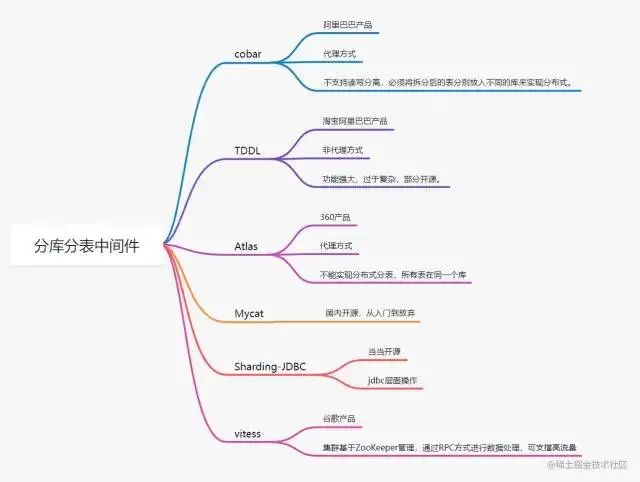 分库分表中间件
cobar
阿里巴巴产品
代理方式
不支持读写分离，必须将拆分后的表分别放入不同的库来实现分布式。
TDDL
淘宝阿里巴巴产品
非代理方式
功能强大，过于复杂、部分开源。
Atlas
360产品
代理方式
不能实现分布式分表，所有表在同一个库
Mycat
国内开源，从入门到放弃
Sharding-JDBC
当当开源
jdbc层面操作
vitess
谷歌产品
集群基于ZooKeeper管理，通过RPC方式进行数据处理，可支撑高流量
@稀土掘金技术社区